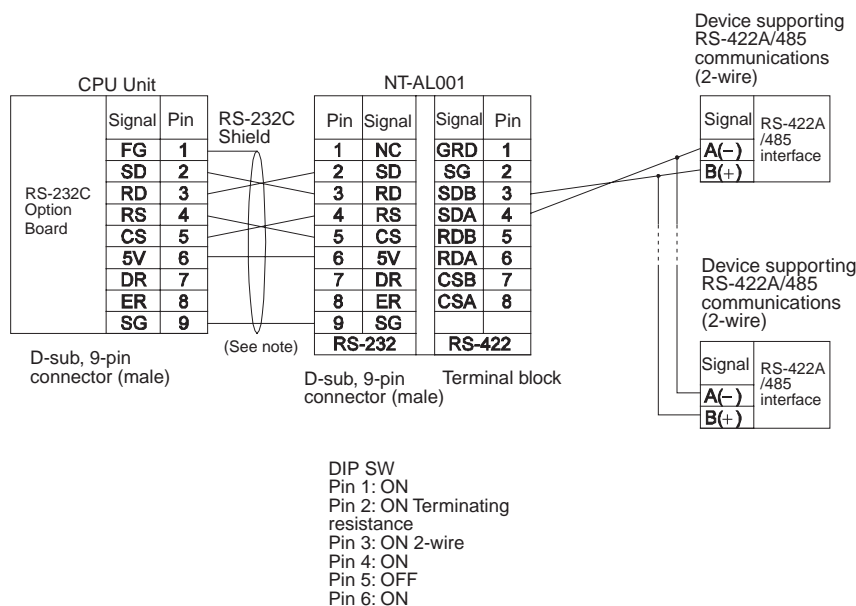 Device supporting
RS-422A/485
communications
(2-wire)
CPU Unit
NT-AL001
Signal Pin
RS-232C
Shield
Pin Signal Signal Pin
Signal RS-422A
/485
interface
FG 1
1 NC GRD 1
A(−)
SD 2
2 SD SG 2
B(+)
RS-232C
Option
Board
RD 3
3 RD SDB 3
RS 4
4 RS SDA 4
CS 5
5 CS RDB 5
5V 6
6 5V RDA 6
DR 7
7 DR CSB 7
ER 8
8 ER CSA 8
SG 9
9 SG
(See note)
RS-232 RS-422
D-sub, 9-pin
connector (male)
D-sub, 9-pin
connector (male)
Terminal block
Device supporting
RS-422A/485
communications
(2-wire)
Signal RS-422A
/485
interface
A(−)
B(+)
DIP SW
Pin 1: ON
Pin 2: ON Terminating
resistance
Pin 3: ON 2-wire
Pin 4: ON
Pin 5: OFF
Pin 6: ON